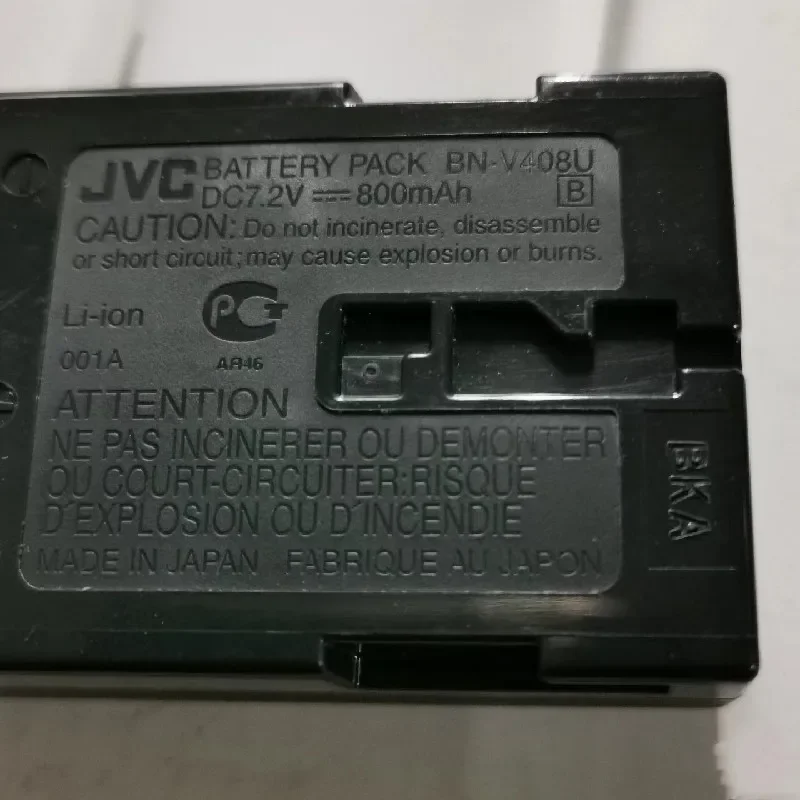 JVC BATTERY PACK BN-V408U
DC7.2V ⎓ 800mAh B
CAUTION: Do not incinerate, disassemble
or short circuit; may cause explosion or burns.
Li-ion
001A
АЯ46
ATTENTION
NE PAS INCINERER OU DEMONTER
OU COURT-CIRCUITER: RISQUE
D'EXPLOSION OU D'INCENDIE
MADE IN JAPAN FABRIQUE AU JAPON
BKA